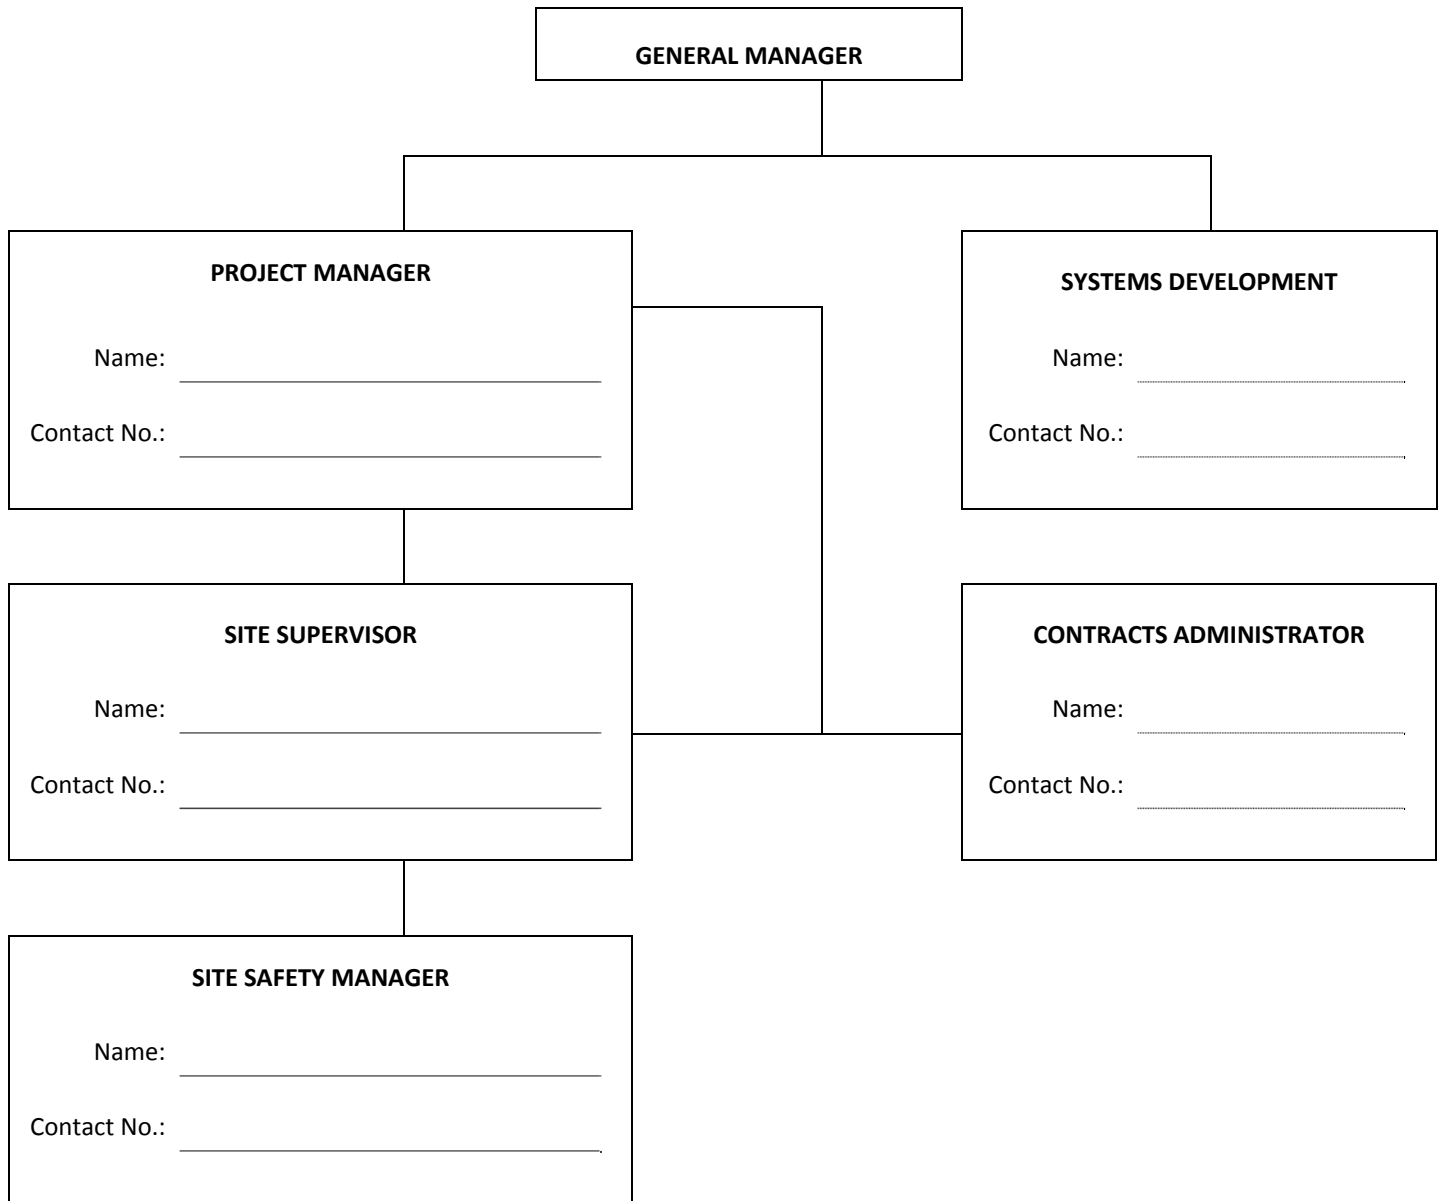 GENERAL MANAGER
PROJECT MANAGER
Name:
Contact No.:
SYSTEMS DEVELOPMENT
Name:
Contact No.:
SITE SUPERVISOR
Name:
Contact No.:
CONTRACTS ADMINISTRATOR
Name:
Contact No.:
SITE SAFETY MANAGER
Name:
Contact No.: